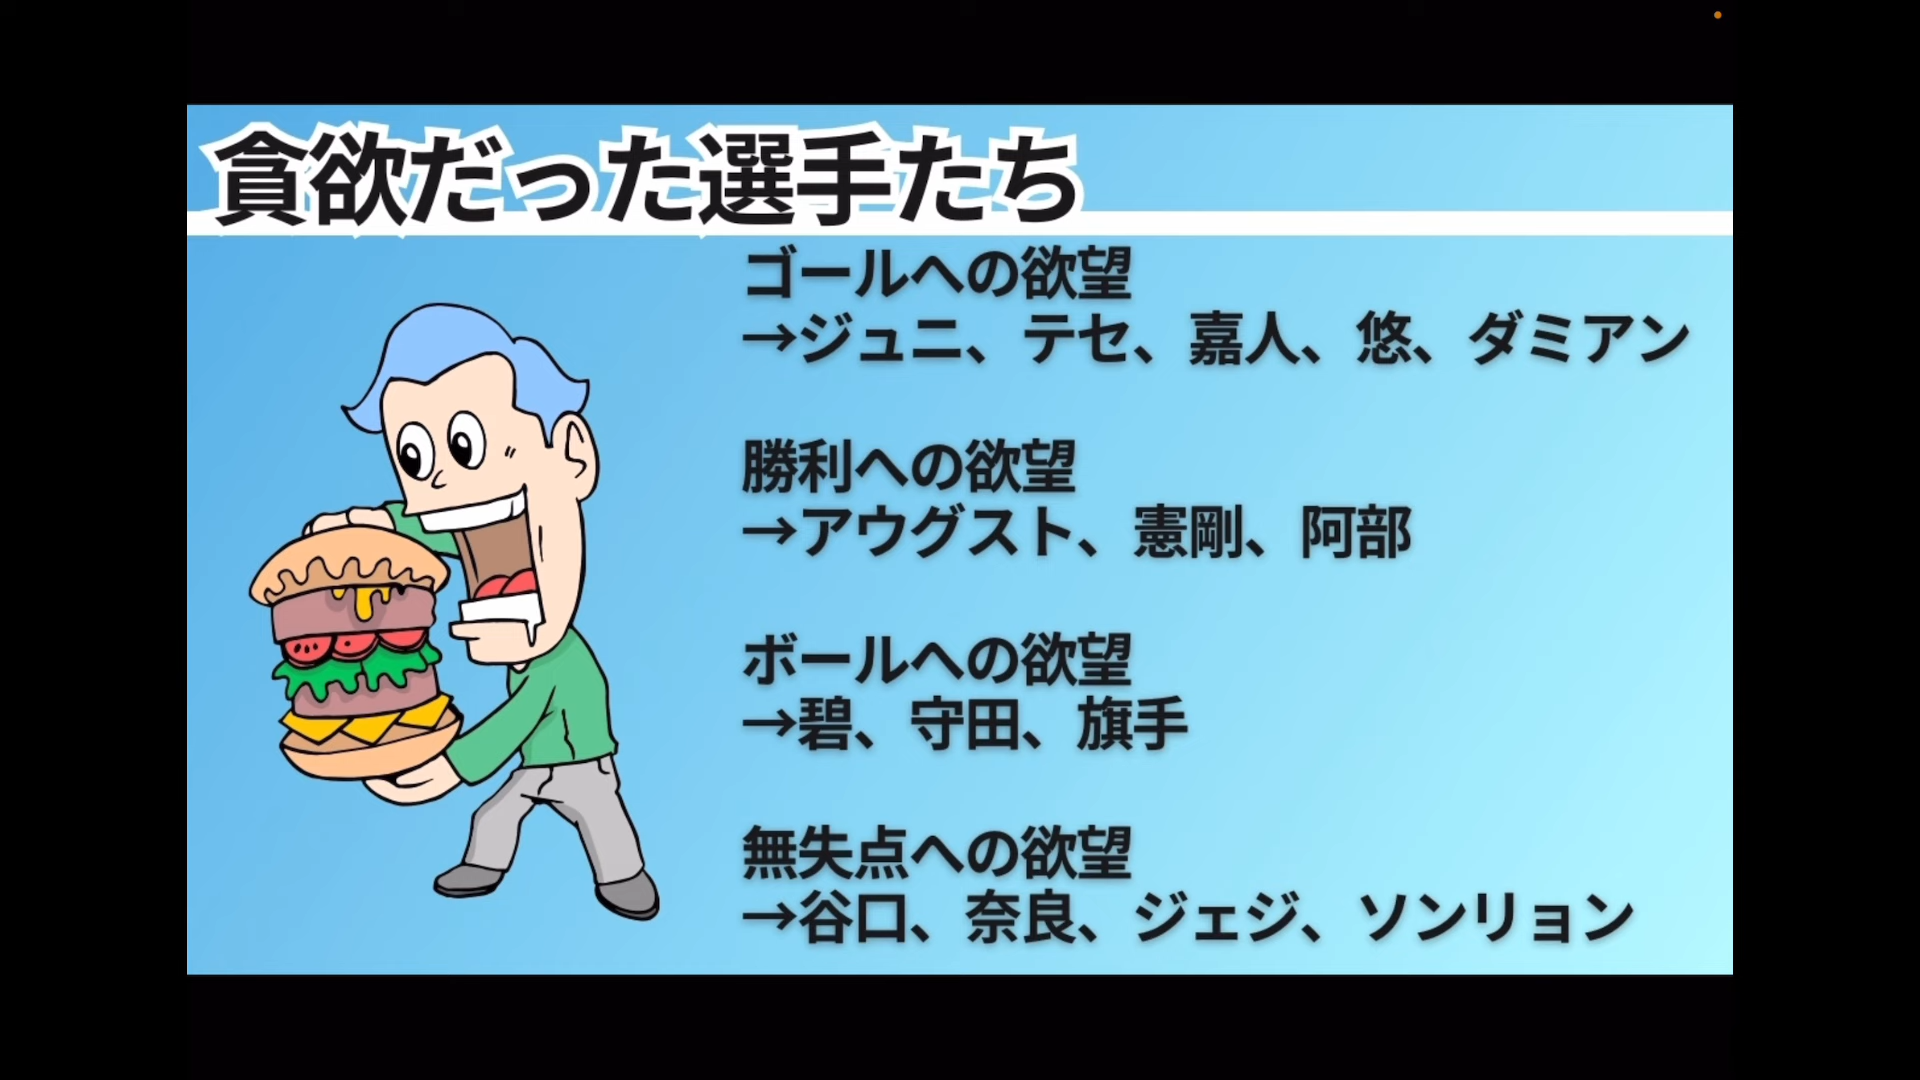 貪欲だった選手たち
ゴールへの欲望
→ジュニ、テセ、嘉人、悠、ダミアン
勝利への欲望
→アウグスト、憲剛、阿部
ボールへの欲望
→碧、守田、旗手
無失点への欲望
→谷口、奈良、ジェジ、ソンリョン